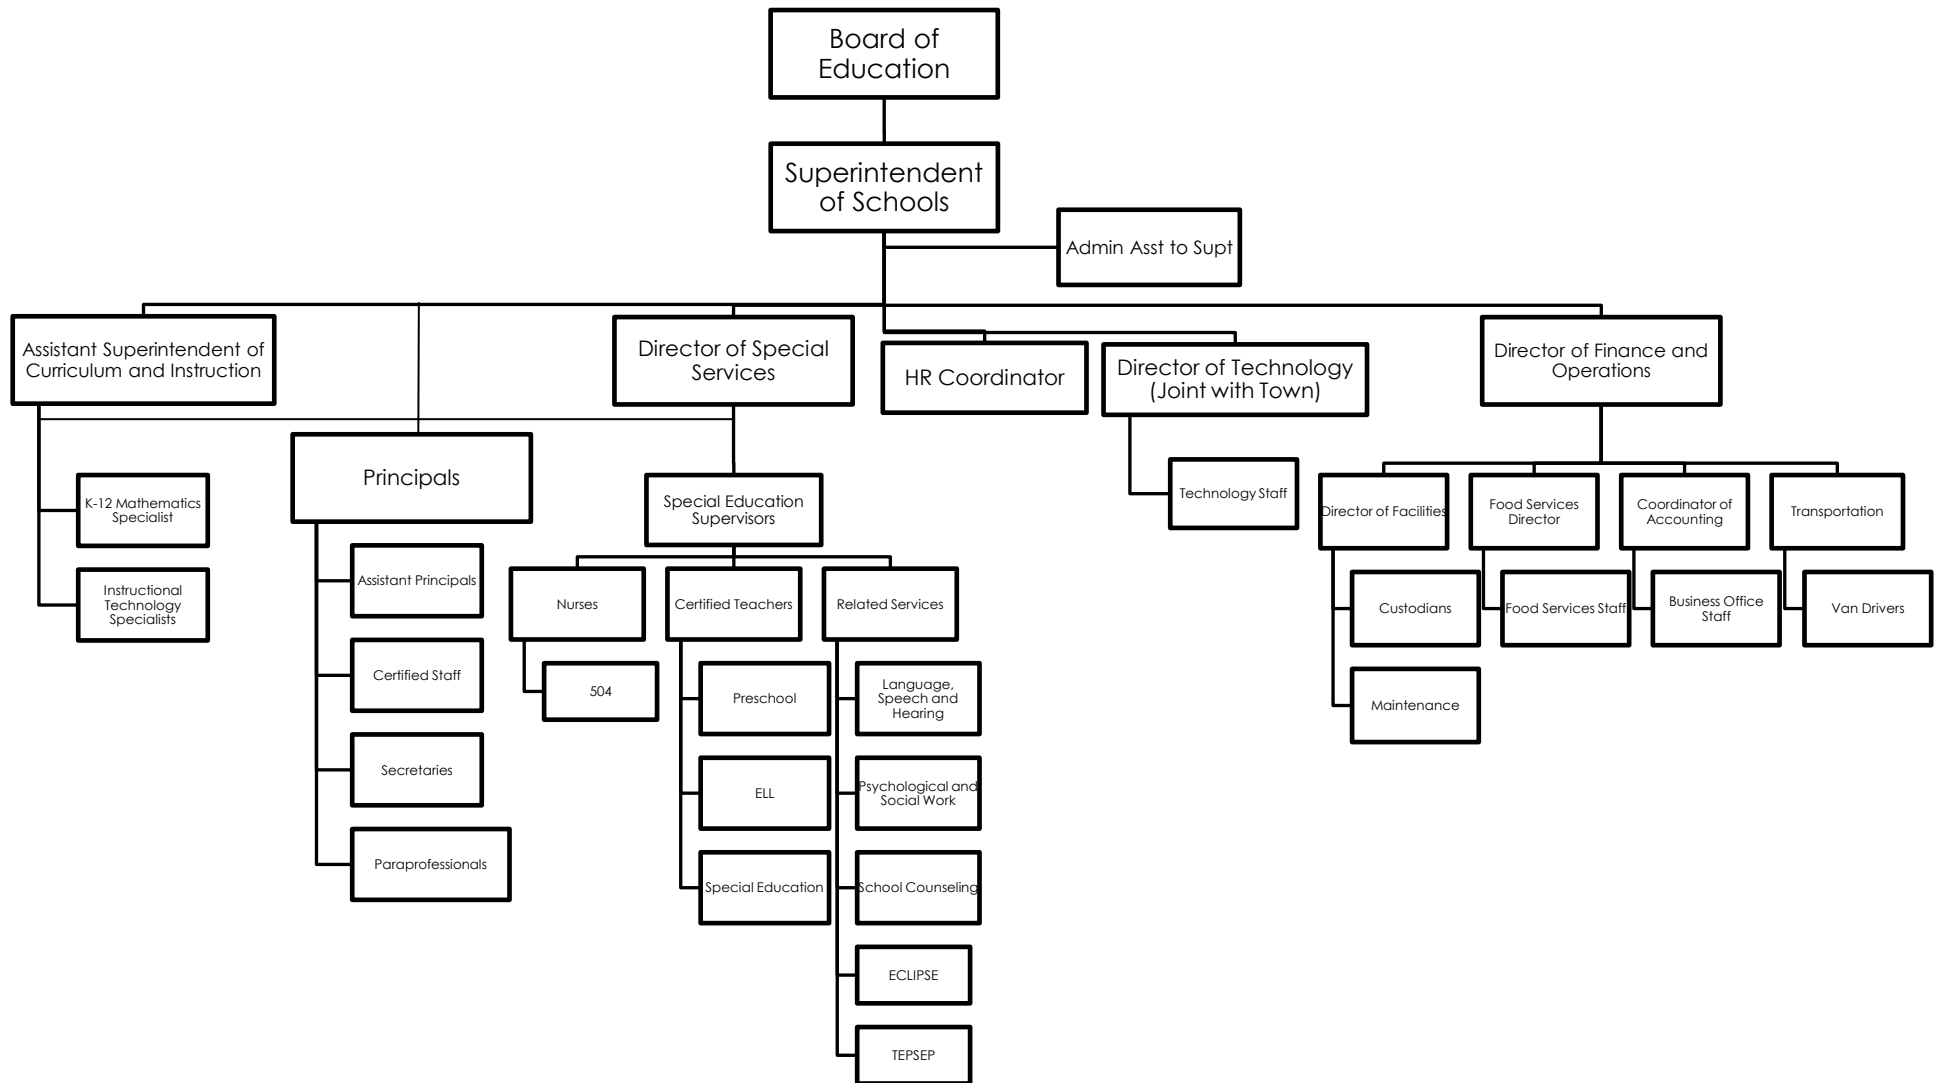 Board of
Education
Superintendent
of Schools
Admin Asst to Supt
Assistant Superintendent of
Curriculum and Instruction
Director of Special
Services
HR Coordinator
Director of Technology
(Joint with Town)
Director of Finance and
Operations
K-12 Mathematics
Specialist
Instructional
Technology
Specialists
Principals
Assistant Principals
Certified Staff
Secretaries
Paraprofessionals
Special Education
Supervisors
Nurses
504
Certified Teachers
Preschool
ELL
Special Education
Related Services
Language,
Speech and
Hearing
Psychological and
Social Work
School Counseling
ECLIPSE
TEPSEP
Technology Staff
Director of Facilities
Custodians
Maintenance
Food Services
Director
Food Services Staff
Coordinator of
Accounting
Business Office
Staff
Transportation
Van Drivers